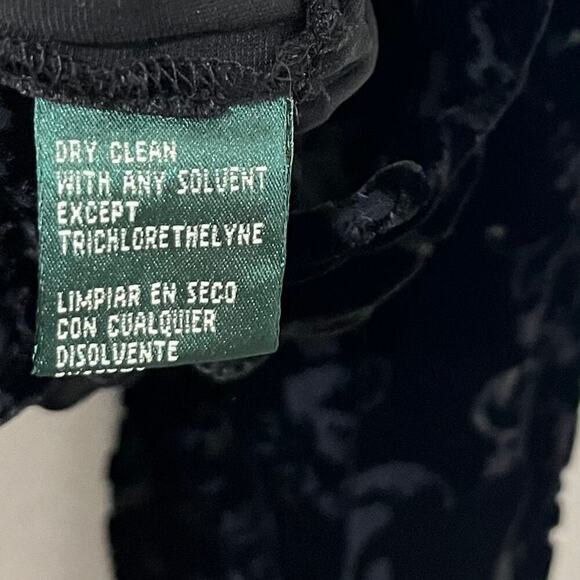 DRY CLEAN
WITH ANY SOLVENT
EXCEPT
TRICHLORETHELYNE
LIMPIAR EN SECO
CON CUALQUIER
DISOLVENTE